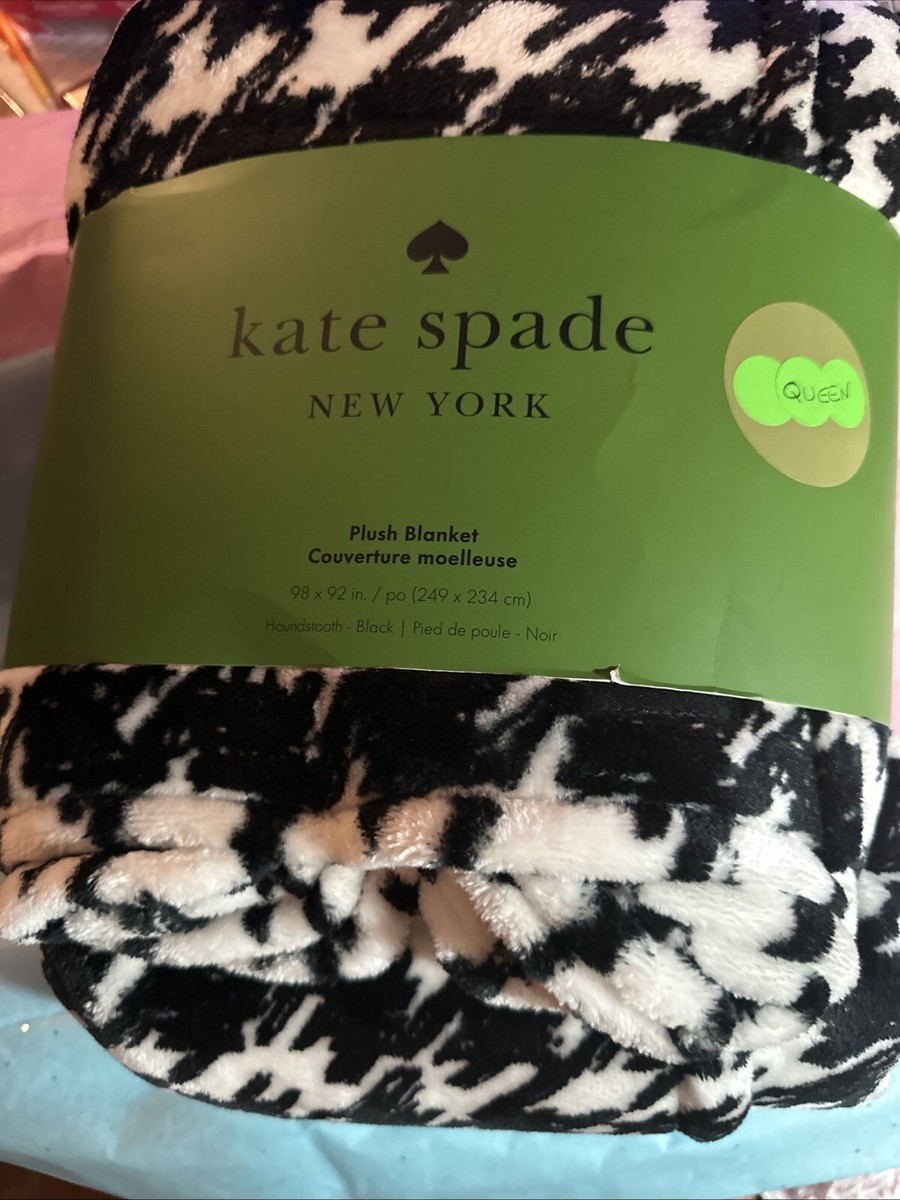 kate spade
NEW YORK
QUEEN
Plush Blanket
Couverture moelleuse
98 x 92 in. / po (249 x 234 cm)
Houndstooth - Black | Pied de poule - Noir